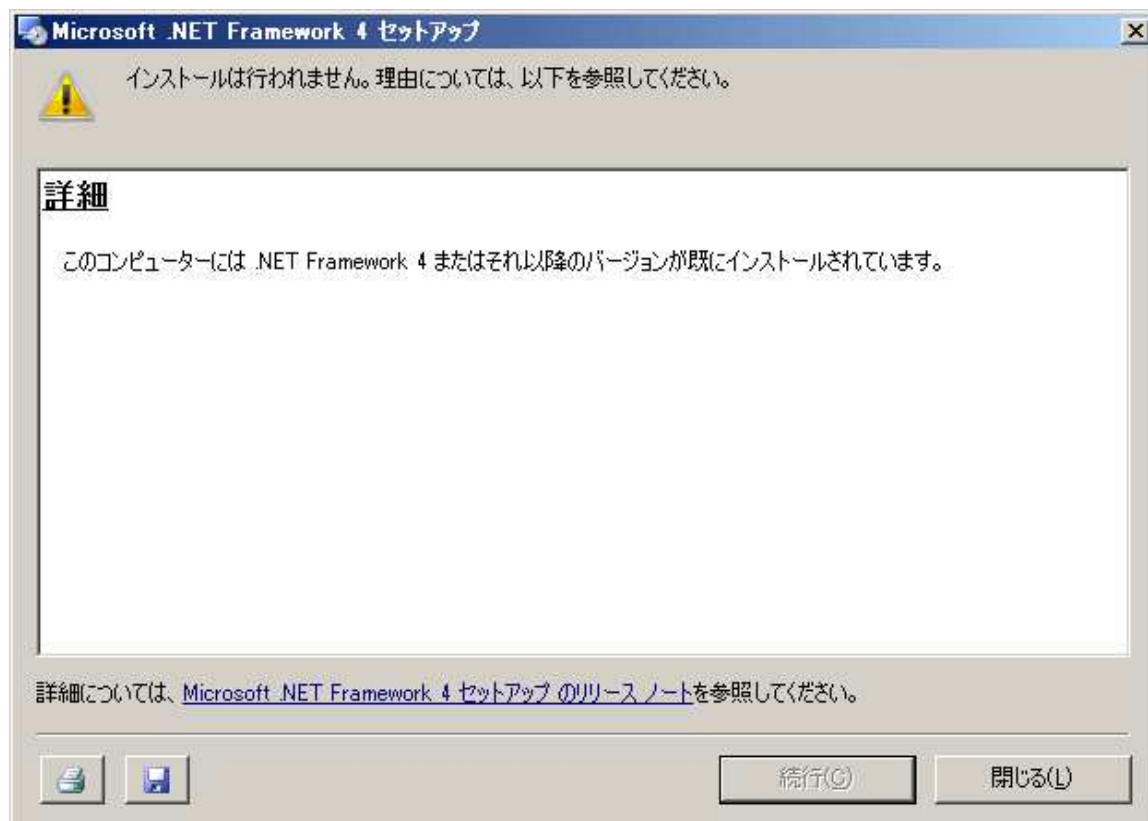 Microsoft .NET Framework 4 セットアップ
インストールは行われません。理由については、以下を参照してください。
詳細
このコンピューターには .NET Framework 4 またはそれ以降のバージョンが既にインストールされています。
詳細については、Microsoft .NET Framework 4 セットアップ のリリース ノートを参照してください。
続行(C)
閉じる(L)